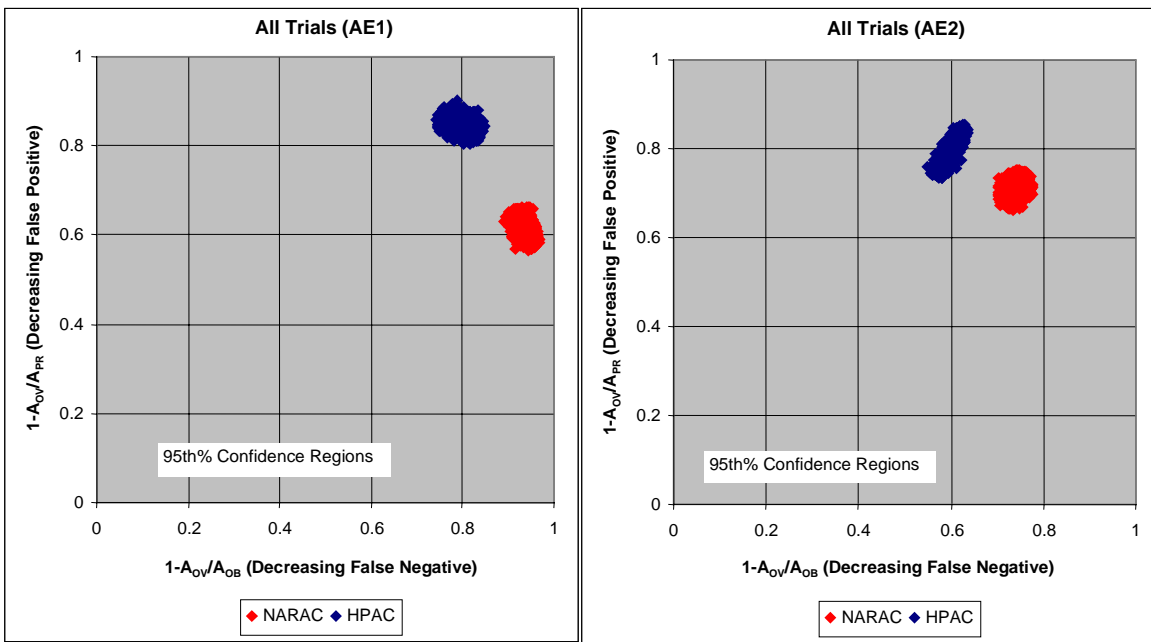 All Trials (AE1)
1-AOV/APR (Decreasing False Positive)
1
0.8
0.6
0.4
0.2
0
95th% Confidence Regions
0 0.2 0.4 0.6 0.8 1
1-AOV/AOB (Decreasing False Negative)
NARAC HPAC
All Trials (AE2)
1-AOV/APR (Decreasing False Positive)
1
0.8
0.6
0.4
0.2
0
95th% Confidence Regions
0 0.2 0.4 0.6 0.8 1
1-AOV/AOB (Decreasing False Negative)
NARAC HPAC